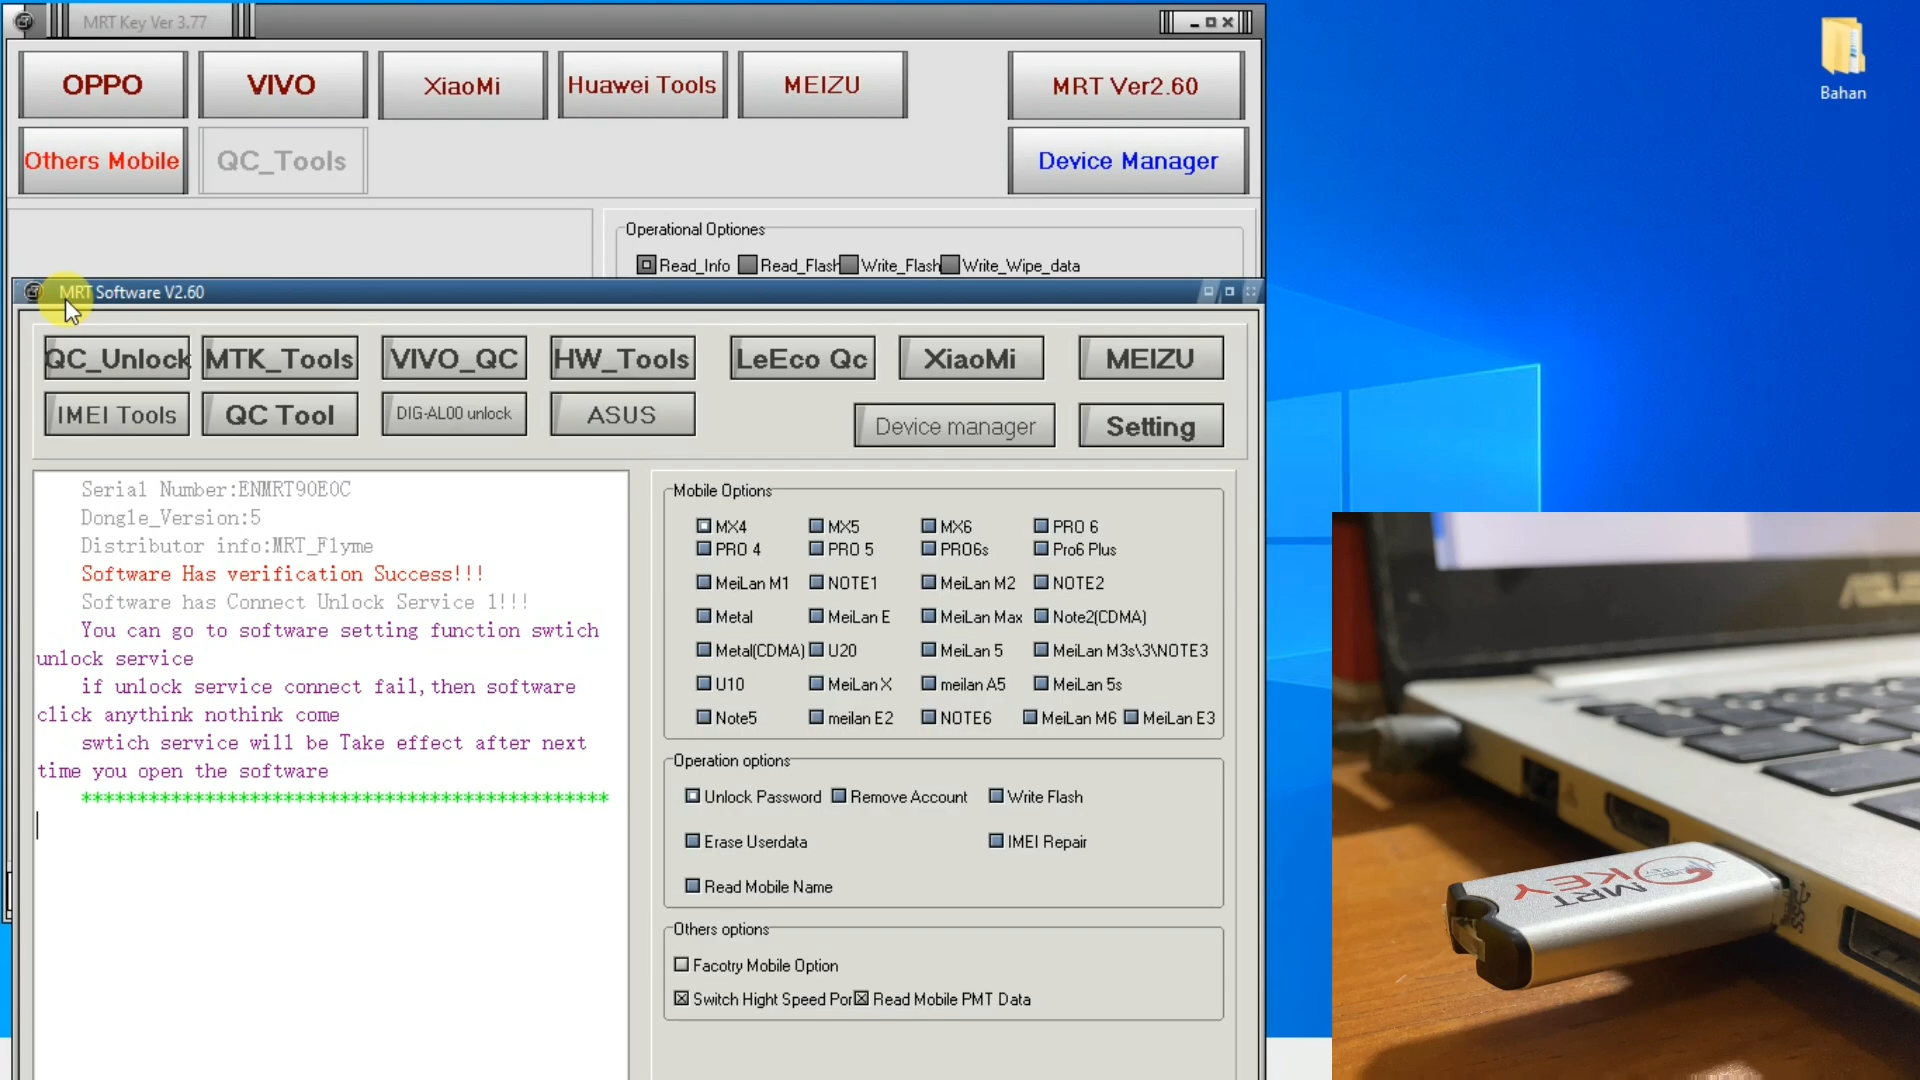 MRT Key Ver 3.77
OPPO
VIVO
XiaoMi
Huawei Tools
MEIZU
MRT Ver2.60
Others Mobile
QC_Tools
Device Manager
Bahan
Operational Optiones
Read_Info
Read_Flash
Write_Flash
Write_Wipe_data
MRT Software V2.60
QC_Unlock
MTK_Tools
VIVO_QC
HW_Tools
LeEco Qc
XiaoMi
MEIZU
IMEI Tools
QC Tool
DIG-AL00 unlock
ASUS
Device manager
Setting
Serial Number:ENMRT90E0C
Dongle_Version:5
Distributor info:MRT_Flyme
Software Has verification Success!!!
Software has Connect Unlock Service 1!!!
You can go to software setting function swtich
unlock service
if unlock service connect fail,then software
click anythink nothink come
swtich service will be Take effect after next
time you open the software
***********************************************
Mobile Options
MX4 MX5 MX6 PRO 6
PRO 4 PRO 5 PRO6s Pro6 Plus
MeiLan M1 NOTE1 MeiLan M2 NOTE2
Metal MeiLan E MeiLan Max Note2(CDMA)
Metal(CDMA) U20 MeiLan 5 MeiLan M3s\3\NOTE3
U10 MeiLan X meilan A5 MeiLan 5s
Note5 meilan E2 NOTE6 MeiLan M6 MeiLan E3
Operation options
Unlock Password Remove Account Write Flash
Erase Userdata IMEI Repair
Read Mobile Name
Others options
Facotry Mobile Option
Switch Hight Speed Por Read Mobile PMT Data
ASUS
MRT
KEY